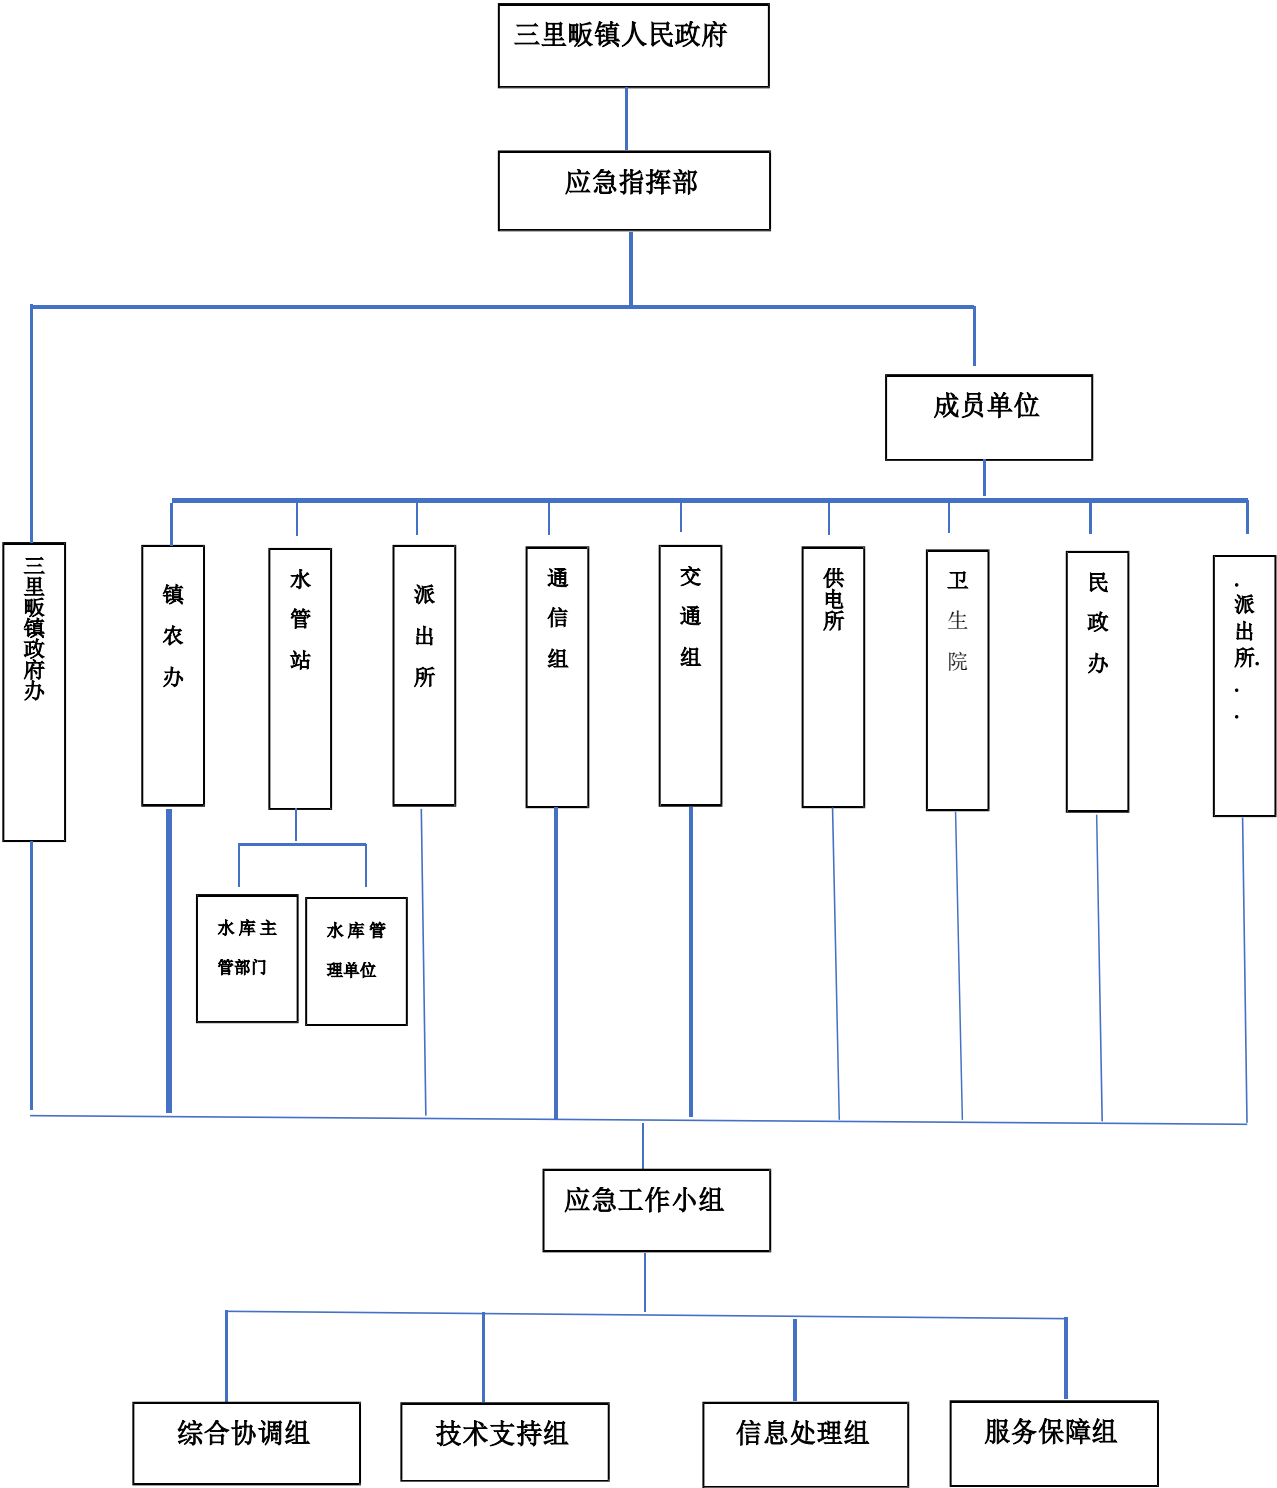 三里畈镇人民政府
应急指挥部
成员单位
三里畈镇政府办
镇农办
水管站
派出所
通信组
交通组
供电所
卫生院
民政办
.派出所...
水库主
管部门
水库管
理单位
应急工作小组
综合协调组
技术支持组
信息处理组
服务保障组